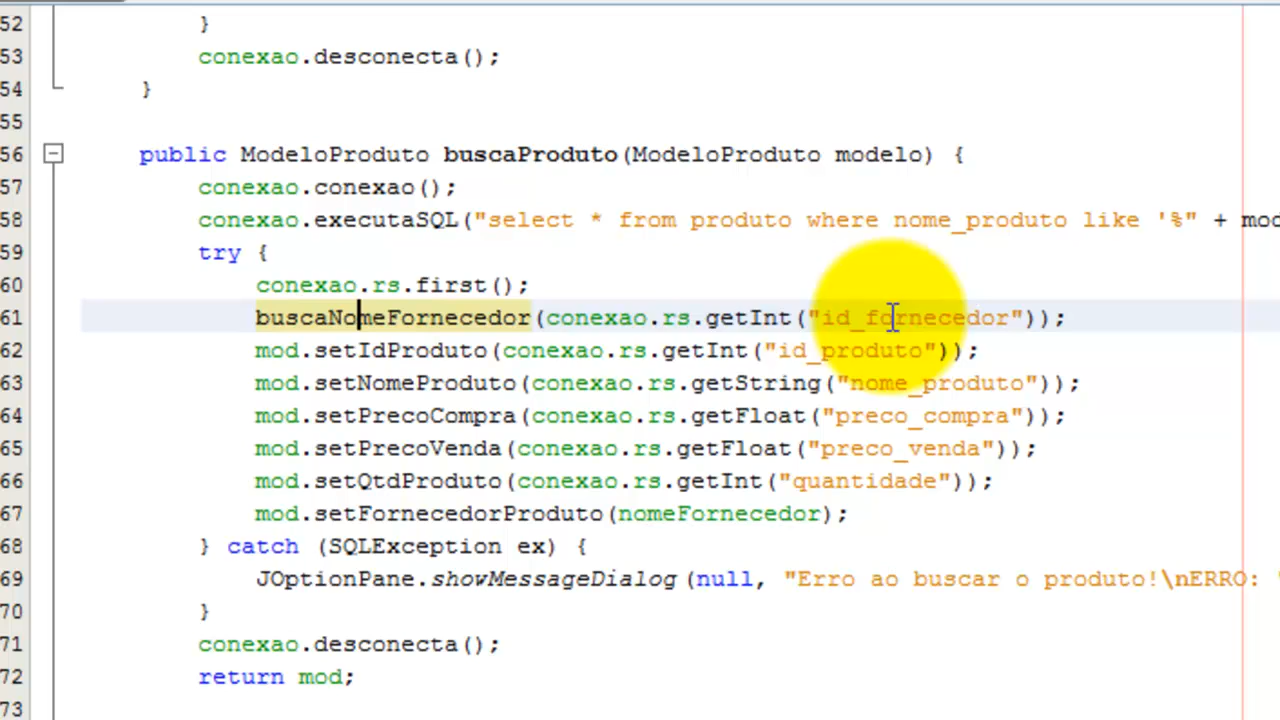 52 }
53 conexao.desconecta();
54 }
55
56 public ModeloProduto buscaProduto(ModeloProduto modelo) {
57 conexao.conexao();
58 conexao.executaSQL("select * from produto where nome_produto like '%" + mod
59 try {
60 conexao.rs.first();
61 buscaNomeFornecedor(conexao.rs.getInt("id_fornecedor"));
62 mod.setIdProduto(conexao.rs.getInt("id_produto"));
63 mod.setNomeProduto(conexao.rs.getString("nome_produto"));
64 mod.setPrecoCompra(conexao.rs.getFloat("preco_compra"));
65 mod.setPrecoVenda(conexao.rs.getFloat("preco_venda"));
66 mod.setQtdProduto(conexao.rs.getInt("quantidade"));
67 mod.setFornecedorProduto(nomeFornecedor);
68 } catch (SQLException ex) {
69 JOptionPane.showMessageDialog(null, "Erro ao buscar o produto!\nERRO: "
70 }
71 conexao.desconecta();
72 return mod;
73